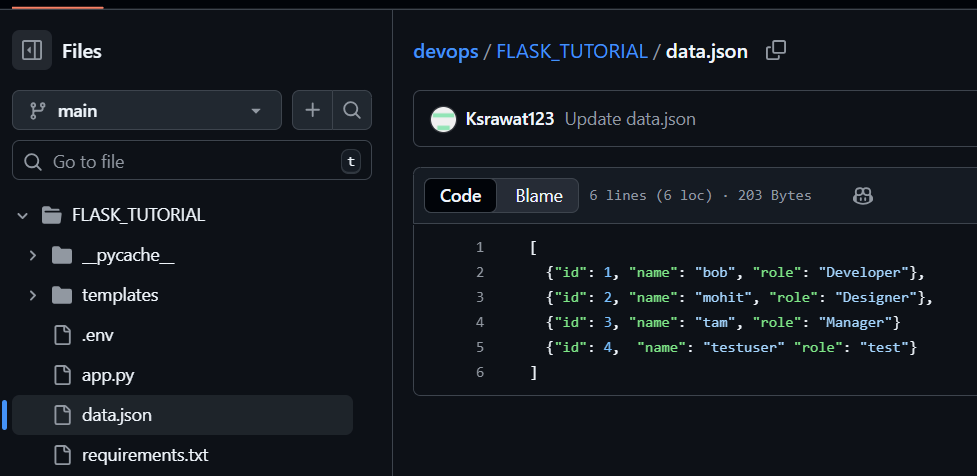 Files
main
Go to file
t
FLASK_TUTORIAL
__pycache__
templates
.env
app.py
data.json
requirements.txt
devops / FLASK_TUTORIAL / data.json
Ksrawat123 Update data.json
Code Blame 6 lines (6 loc) · 203 Bytes
1 [
2 {"id": 1, "name": "bob", "role": "Developer"},
3 {"id": 2, "name": "mohit", "role": "Designer"},
4 {"id": 3, "name": "tam", "role": "Manager"}
5 {"id": 4,  "name": "testuser" "role": "test"}
6 ]